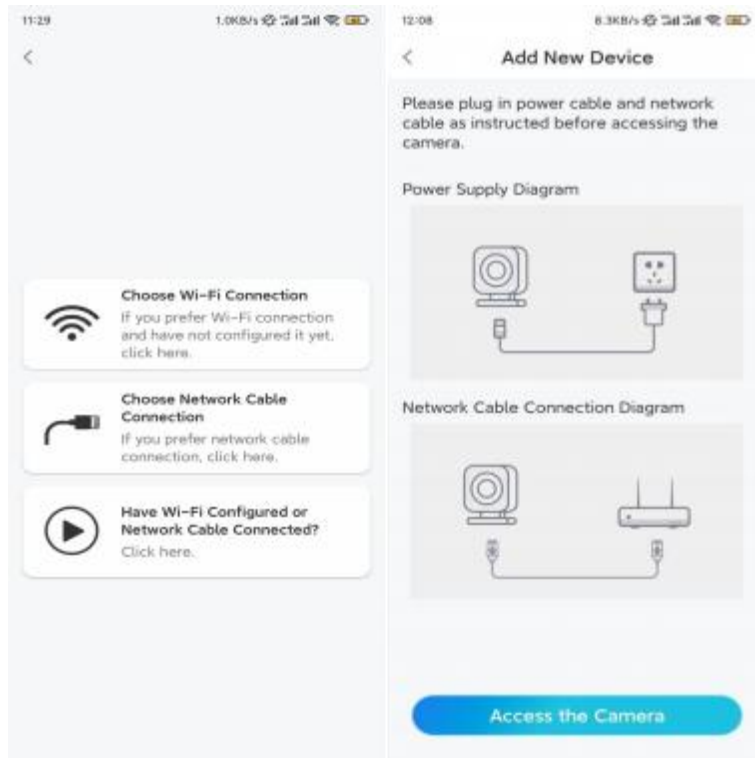 11:29
1.0KB/s
Choose Wi-Fi Connection
If you prefer Wi-Fi connection
and have not configured it yet,
click here.
Choose Network Cable
Connection
If you prefer network cable
connection, click here.
Have Wi-Fi Configured or
Network Cable Connected?
Click here.
12:08
6.3KB/s
Add New Device
Please plug in power cable and network
cable as instructed before accessing the
camera.
Power Supply Diagram
Network Cable Connection Diagram
Access the Camera